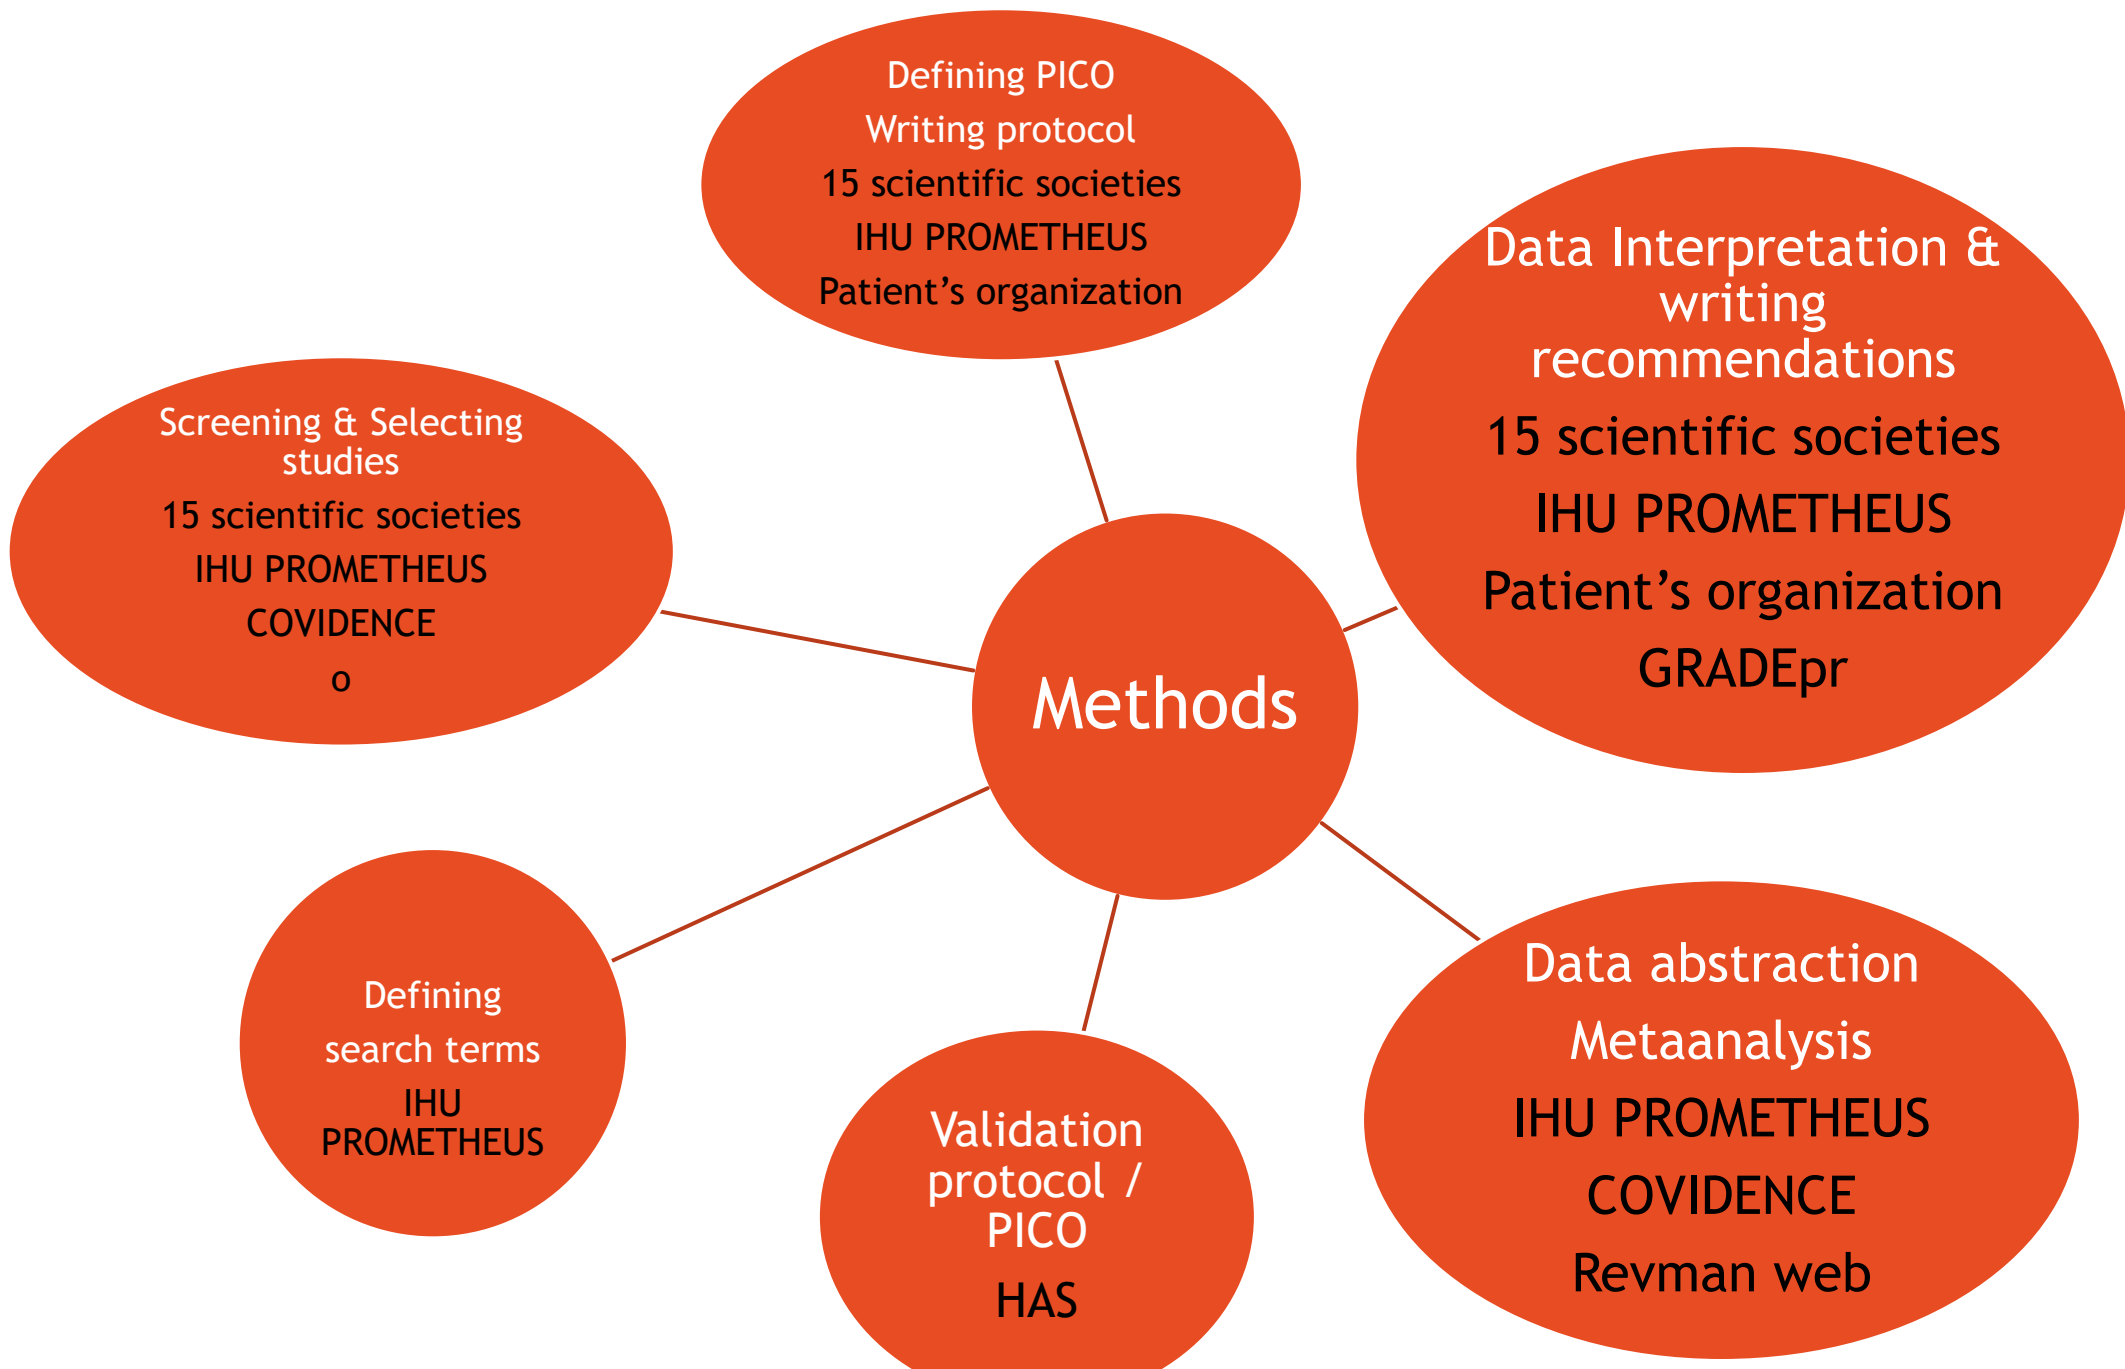 Defining PICO
Writing protocol
15 scientific societies
IHU PROMETHEUS
Patient’s organization
Data Interpretation &
writing
recommendations
15 scientific societies
IHU PROMETHEUS
Patient’s organization
GRADEpr
Screening & Selecting
studies
15 scientific societies
IHU PROMETHEUS
COVIDENCE
o
Methods
Defining
search terms
IHU
PROMETHEUS
Validation
protocol /
PICO
HAS
Data abstraction
Metaanalysis
IHU PROMETHEUS
COVIDENCE
Revman web